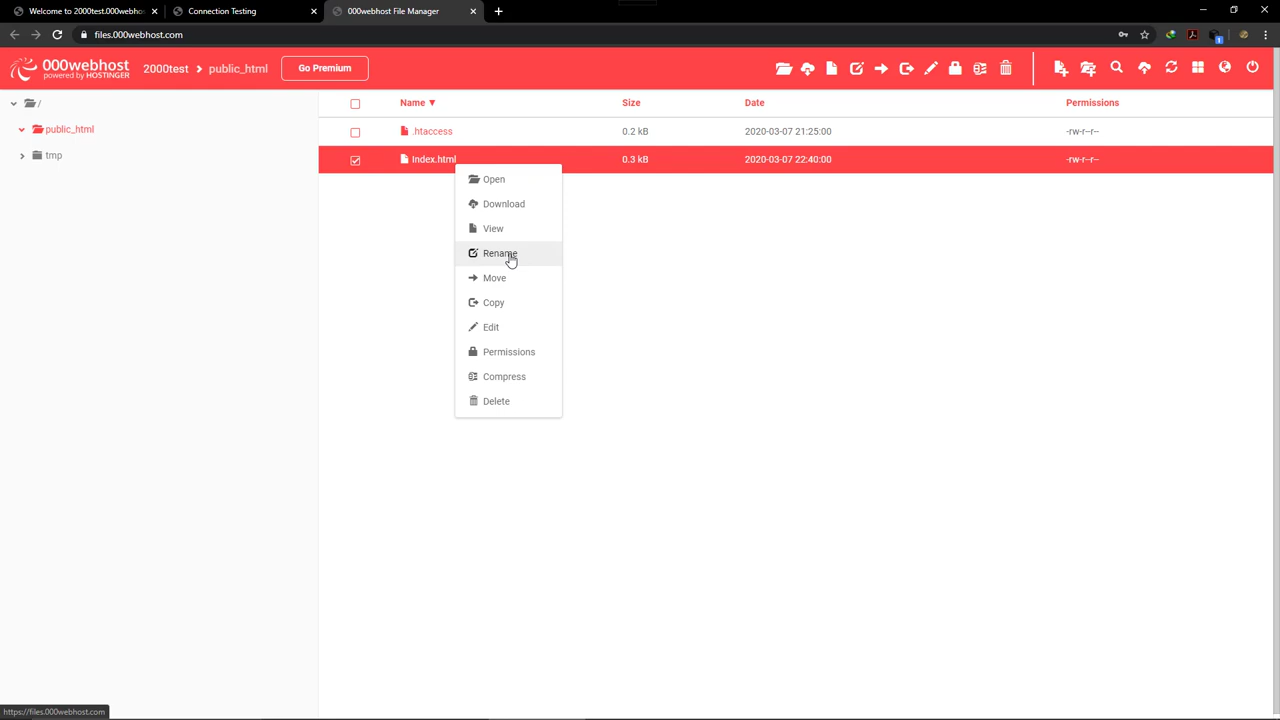 Welcome to 2000test.000webhos
Connection Testing
000webhost File Manager
files.000webhost.com
000webhost
powered by HOSTINGER
2000test > public_html
Go Premium
/
public_html
tmp
Name ▼ Size Date Permissions
.htaccess 0.2 kB 2020-03-07 21:25:00 -rw-r--r--
Index.html 0.3 kB 2020-03-07 22:40:00 -rw-r--r--
Open
Download
View
Rename
Move
Copy
Edit
Permissions
Compress
Delete
https://files.000webhost.com